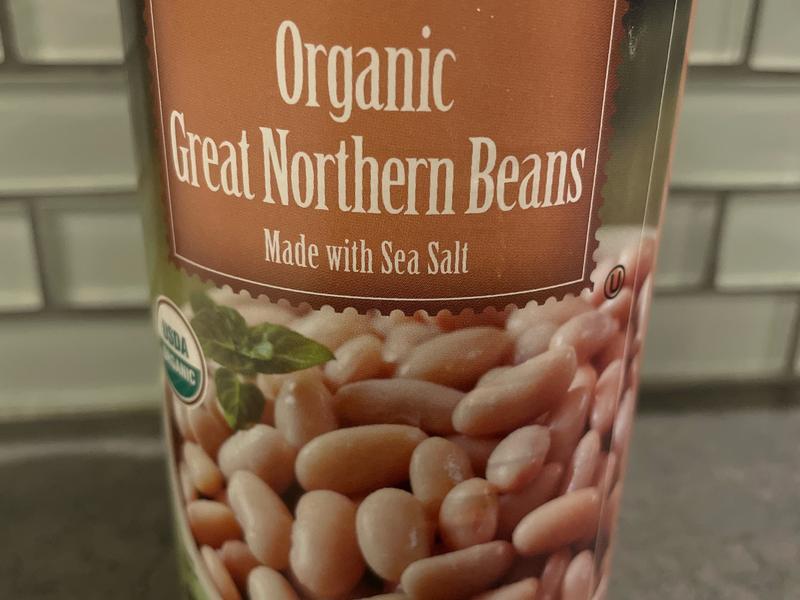 Organic
Great Northern Beans
Made with Sea Salt
U
USDA
ORGANIC